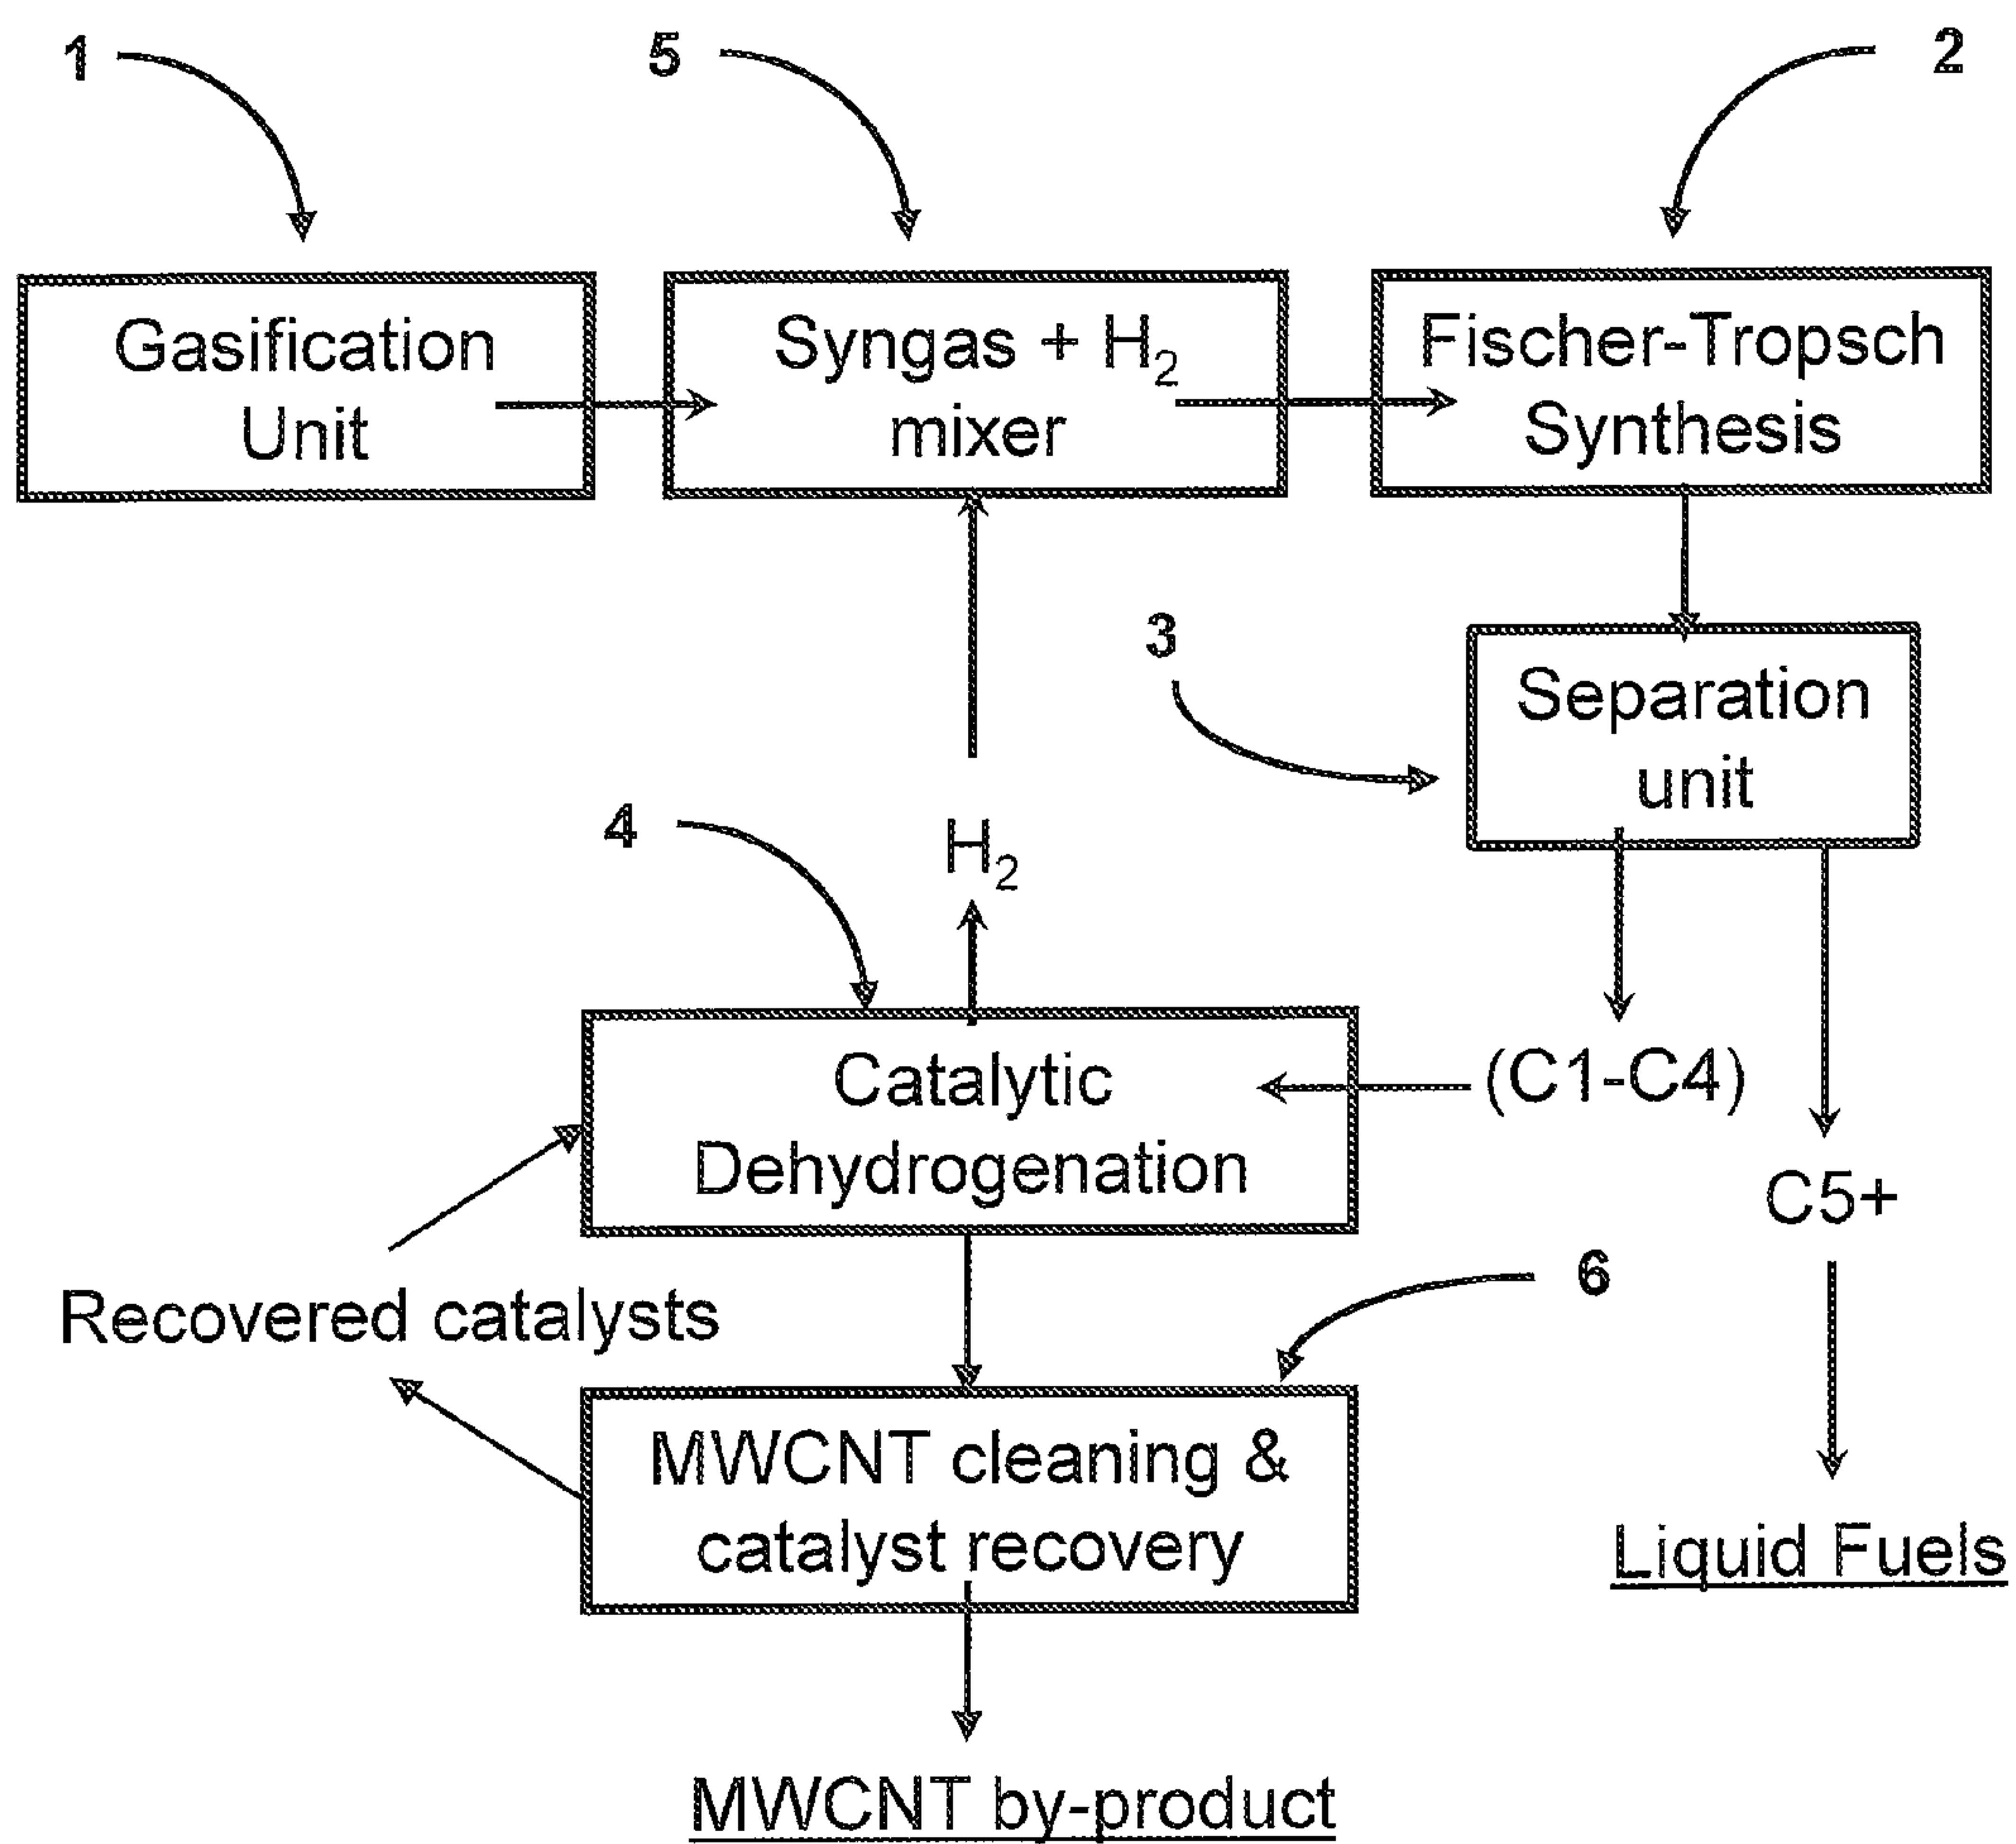 1
5
2
Gasification
Unit
Syngas + H₂
mixer
Fischer-Tropsch
Synthesis
3
Separation
unit
4
H₂
Catalytic
Dehydrogenation
(C1-C4)
C5+
Recovered catalysts
6
MWCNT cleaning &
catalyst recovery
Liquid Fuels
MWCNT by-product